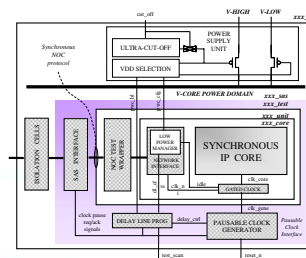 cut_off
V-HIGH
V-LOW
xxx_
POWER SUPPLY UNIT
Synchronous NOC protocol
ULTRA-CUT-OFF
VDD SELECTION
V-CORE POWER DOMAIN
xxx_sas
xxx_test
xxx_unit
xxx_core
ISOLATION CELLS
SAS INTERFACE
NOC TEST WRAPPER
LOW POWER MANAGER
NETWORK INTERFACE
SYNCHRONOUS IP CORE
clk_core
clk_n
idle
GATED CLOCK
clk_gene
clock pause req/ack signals
DELAY LINE PROG
delay_ctrl
PAUSABLE CLOCK GENERATOR
Pausable Clock Interface
test_scan
reset_n